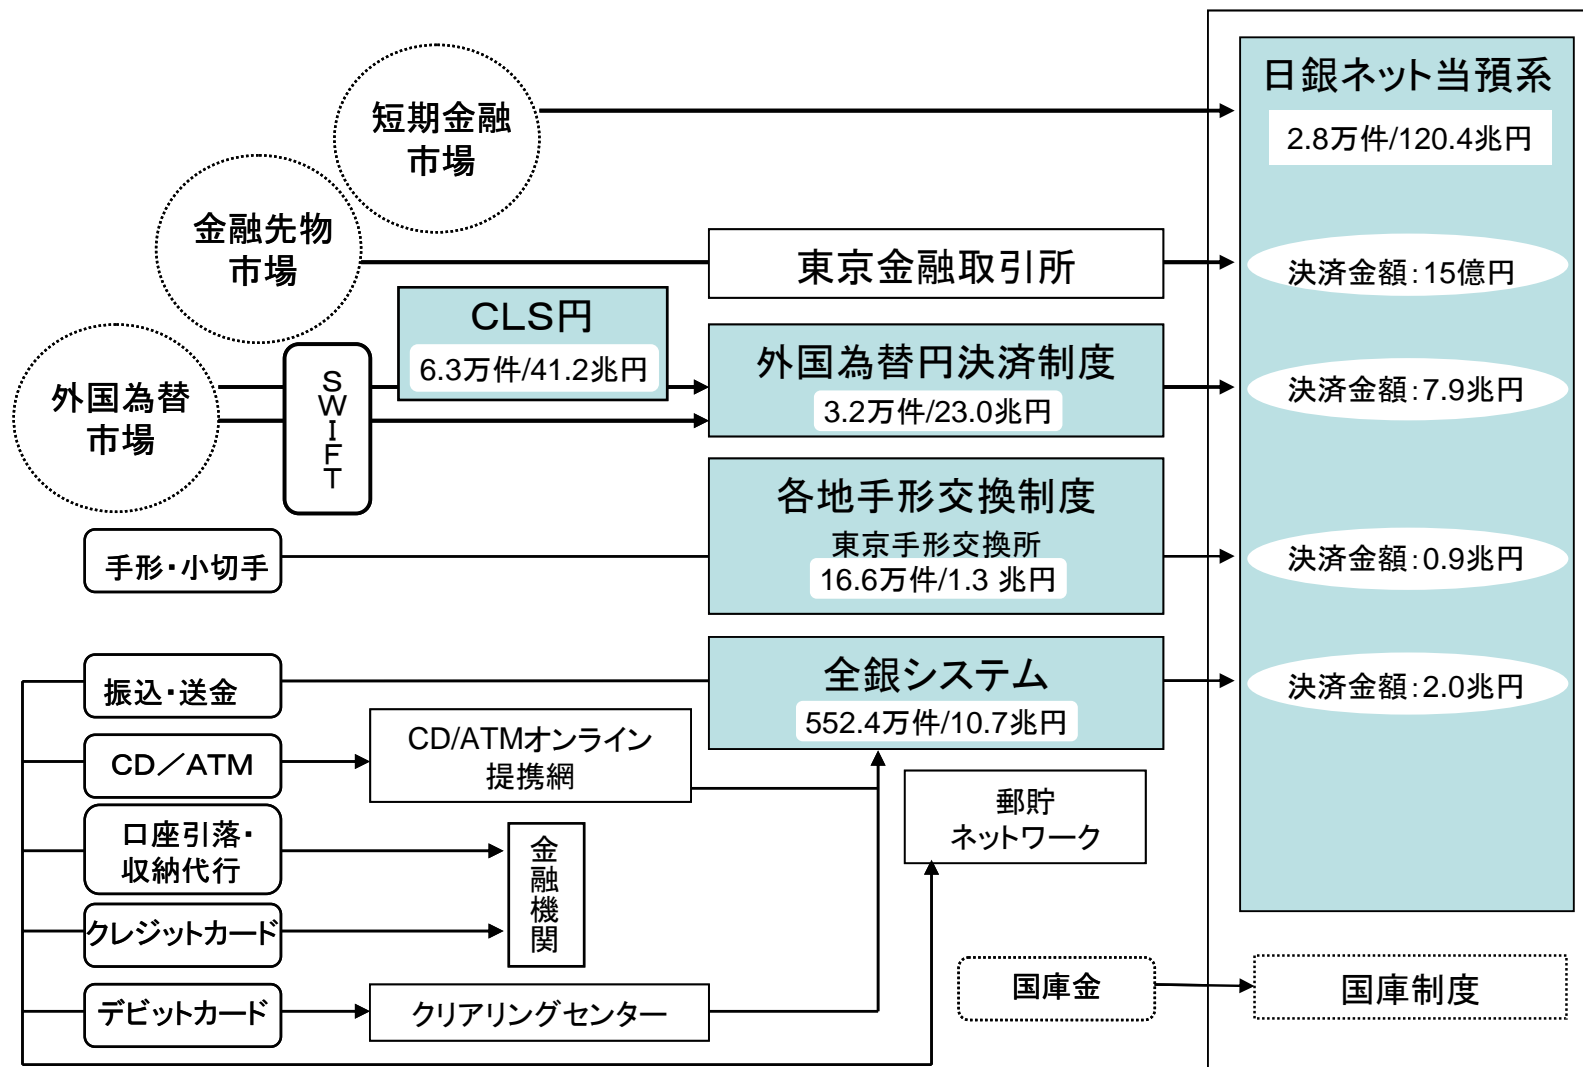 短期金融
市場
日銀ネット当預系
2.8万件/120.4兆円
金融先物
市場
東京金融取引所
決済金額：15億円
外国為替
市場
SWIFT
CLS円
6.3万件/41.2兆円
外国為替円決済制度
3.2万件/23.0兆円
決済金額：7.9兆円
手形・小切手
各地手形交換制度
東京手形交換所
16.6万件/1.3 兆円
決済金額：0.9兆円
振込・送金
全銀システム
552.4万件/10.7兆円
決済金額：2.0兆円
CD／ATM
CD/ATMオンライン
提携網
郵貯
ネットワーク
口座引落・
収納代行
金融機関
クレジットカード
デビットカード
クリアリングセンター
国庫金
国庫制度